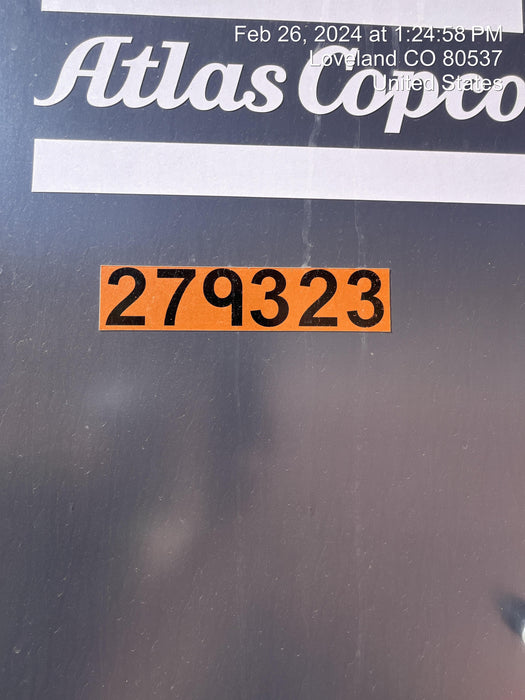 Feb 26, 2024 at 1:24:58 PM
Loveland CO 80537
United States
Atlas Copco
279323